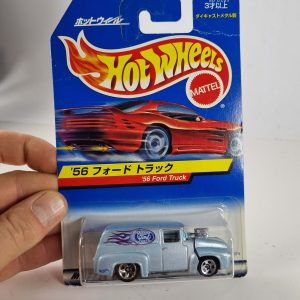 ホットウィール
3才以上
ダイキャストメタル製
Hot Wheels
MATTEL
'56 フォード トラック
'56 Ford Truck